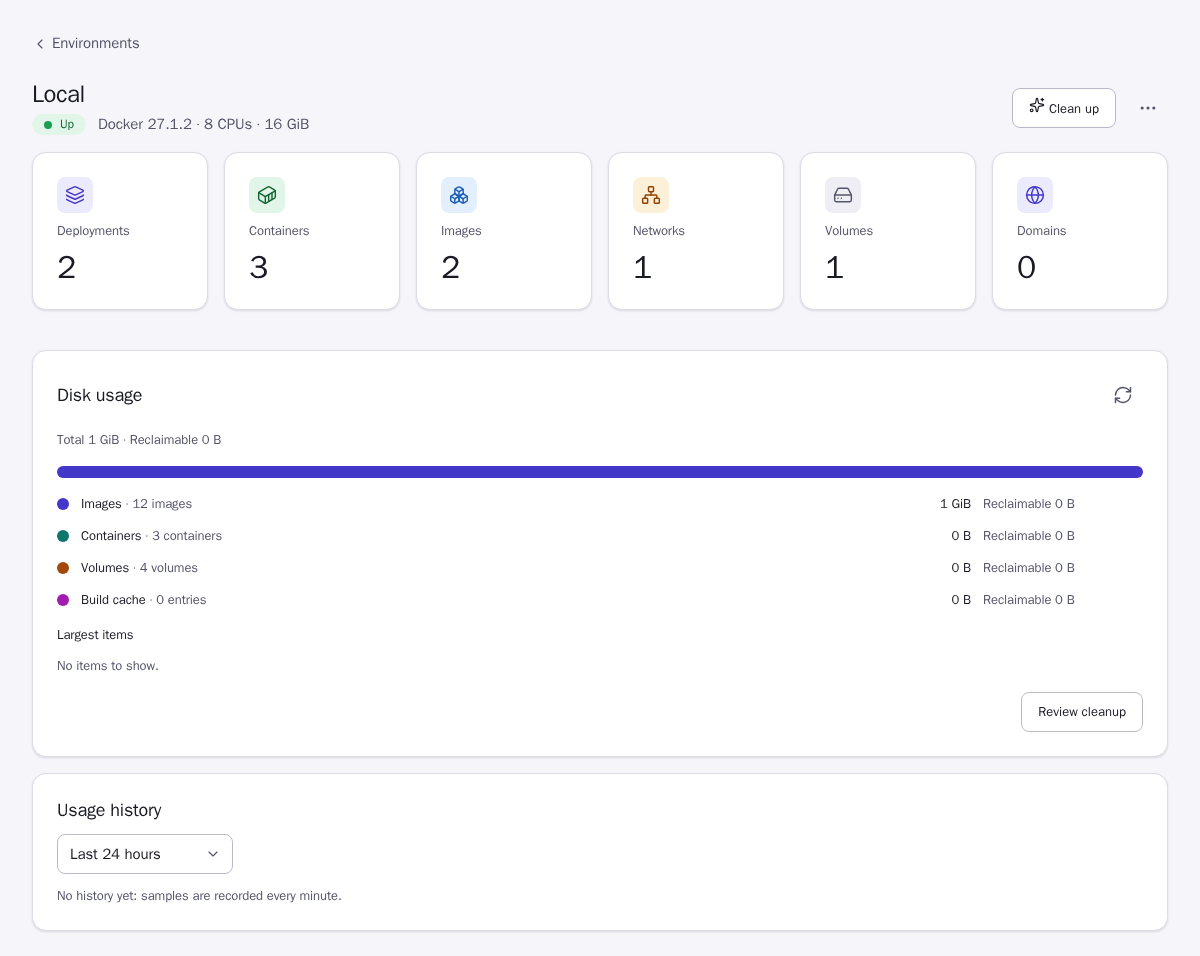 Environments
Local
Clean up
Up Docker 27.1.2 · 8 CPUs · 16 GiB
Deployments
2
Containers
3
Images
2
Networks
1
Volumes
1
Domains
0
Disk usage
Total 1 GiB · Reclaimable 0 B
Images · 12 images 1 GiB Reclaimable 0 B
Containers · 3 containers 0 B Reclaimable 0 B
Volumes · 4 volumes 0 B Reclaimable 0 B
Build cache · 0 entries 0 B Reclaimable 0 B
Largest items
No items to show.
Review cleanup
Usage history
Last 24 hours
No history yet: samples are recorded every minute.